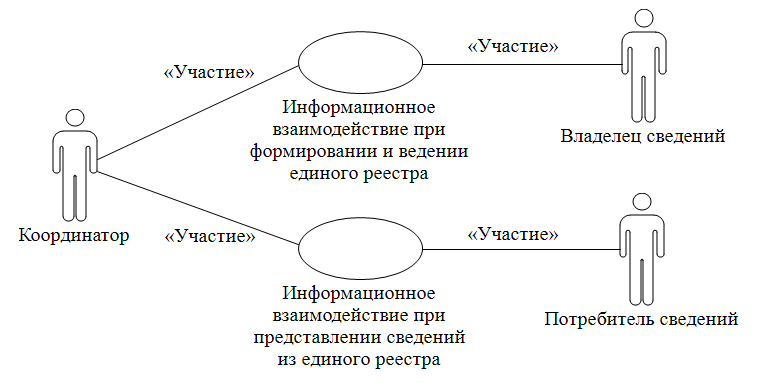 «Участие»
«Участие»
Информационное
взаимодействие при
формировании и ведении
единого реестра
Владелец сведений
Координатор
«Участие»
«Участие»
Информационное
взаимодействие при
представлении сведений
из единого реестра
Потребитель сведений